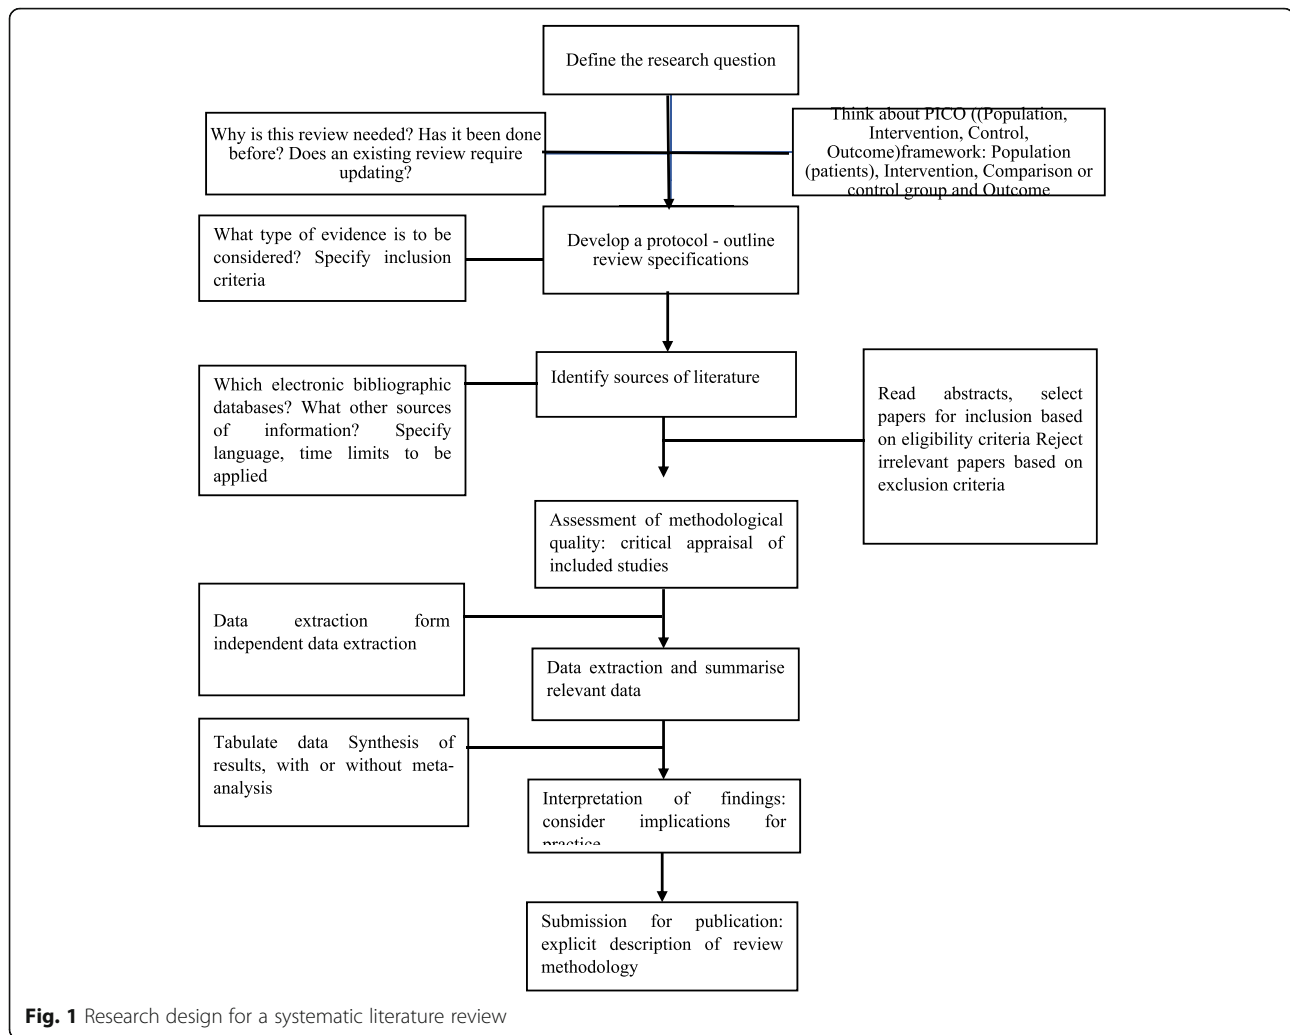 Define the research question
Why is this review needed? Has it been done
before? Does an existing review require
updating?
Think about PICO ((Population,
Intervention, Control,
Outcome)framework: Population
(patients), Intervention, Comparison or
control group and Outcome
What type of evidence is to be
considered? Specify inclusion
criteria
Develop a protocol - outline
review specifications
Identify sources of literature
Which electronic bibliographic
databases? What other sources
of information? Specify
language, time limits to be
applied
Read abstracts, select
papers for inclusion based
on eligibility criteria Reject
irrelevant papers based on
exclusion criteria
Assessment of methodological
quality: critical appraisal of
included studies
Data extraction form
independent data extraction
Data extraction and summarise
relevant data
Tabulate data Synthesis of
results, with or without meta-
analysis
Interpretation of findings:
consider implications for
practice
Submission for publication:
explicit description of review
methodology
Fig. 1 Research design for a systematic literature review